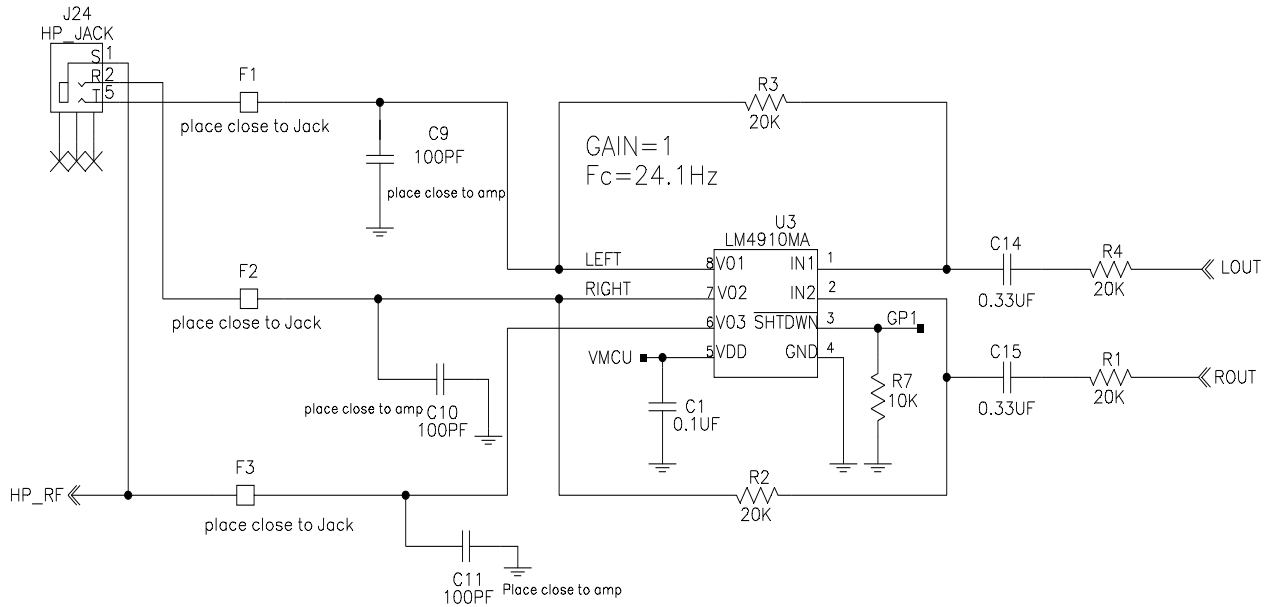 J24
HP_JACK
S 1
R 2
T 5
F1
place close to Jack
C9
100PF
place close to amp
R3
20K
GAIN=1
Fc=24.1Hz
U3
LM4910MA
LEFT
8 VO1
IN1 1
C14
0.33UF
R4
20K
LOUT
F2
place close to Jack
RIGHT
7 VO2
IN2 2
6 VO3
SHTDWN 3
GP1
VMCU
5 VDD
GND 4
C15
0.33UF
R1
20K
ROUT
R7
10K
C1
0.1UF
place close to amp
C10
100PF
F3
HP_RF
place close to Jack
R2
20K
C11
100PF
Place close to amp